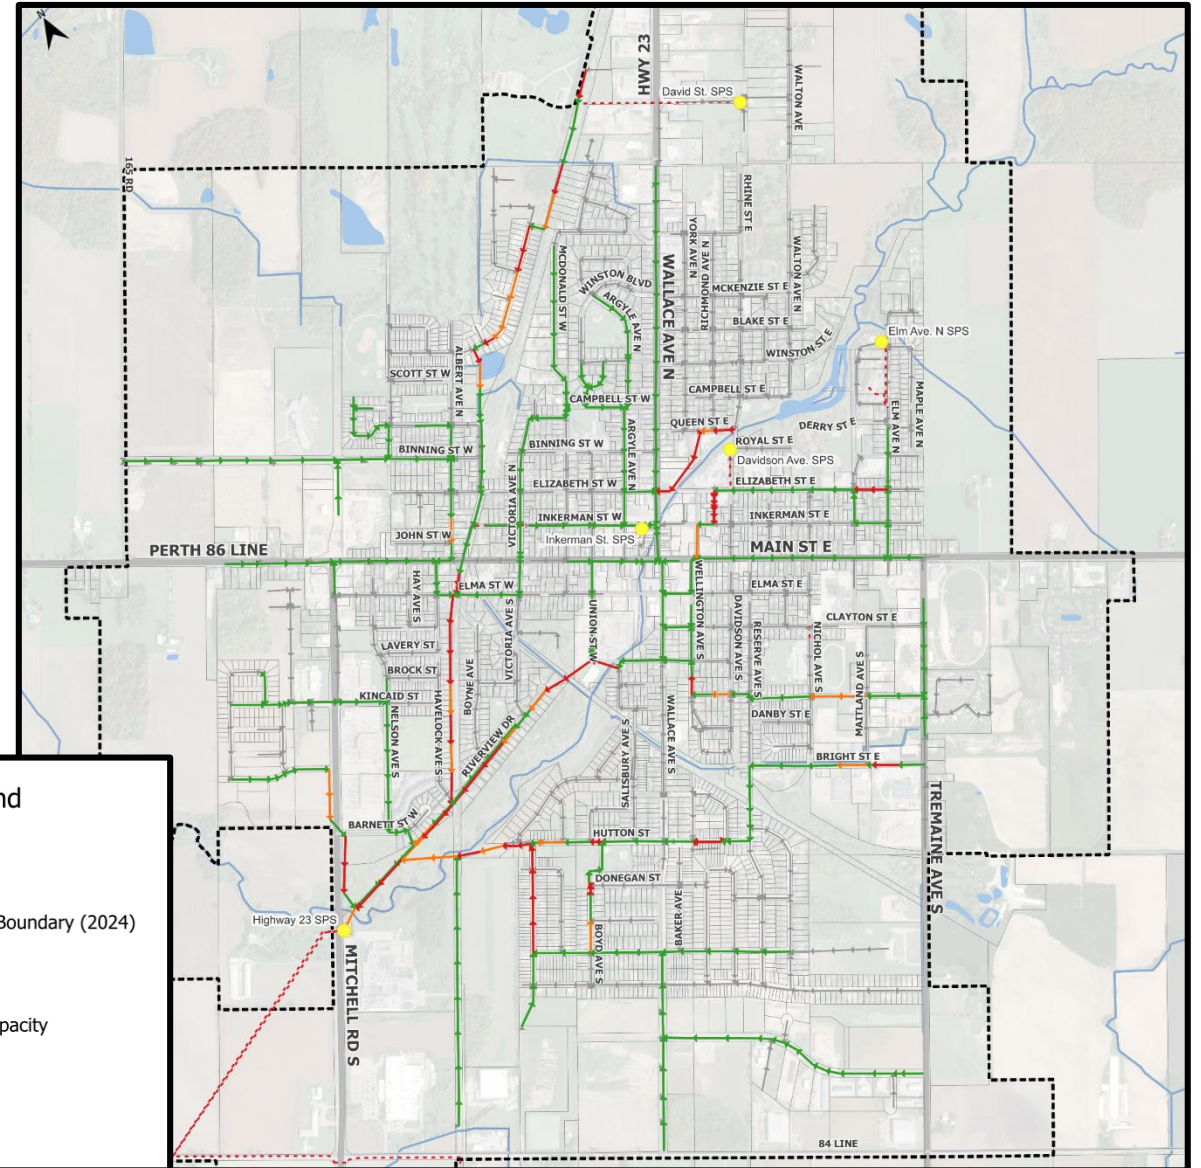 N
HWY 23
David St. SPS
WALTON AVE
165 RD
RHINE ST E
YORK AVE N
RICHMOND AVE N
WALTON AVE N
MCDONALD ST W
WINSTON BLVD
ARGYLE AVE N
WALLACE AVE N
MCKENZIE ST E
BLAKE ST E
WINSTON ST E
Elm Ave. N SPS
SCOTT ST W
ALBERT AVE N
CAMPBELL ST E
CAMPBELL ST W
MAPLE AVE N
ELM AVE N
QUEEN ST E
DERRY ST E
ARGYLE AVE N
BINNING ST W
BINNING ST W
ROYAL ST E
Davidson Ave. SPS
VICTORIA AVE N
ELIZABETH ST W
ELIZABETH ST E
INKERMAN ST W
INKERMAN ST E
JOHN ST W
Inkerman St. SPS
PERTH 86 LINE
MAIN ST E
HAY AVE S
ELMA ST W
ELMA ST E
WELLINGTON AVE S
UNION ST W
VICTORIA AVE S
DAVIDSON AVE S
RESERVE AVE S
NICHOL AVE S
CLAYTON ST E
LAVERY ST
BROCK ST
BOYNE AVE
KINCAID ST
MAITLAND AVE S
NELSON AVE S
HAVELOCK AVE S
WALLACE AVE S
DANBY ST E
RIVERVIEW DR
SALISBURY AVE S
BRIGHT ST E
BARNETT ST W
HUTTON ST
TREMAINE AVE S
DONEGAN ST
BAKER AVE
BOYD AVE S
Highway 23 SPS
MITCHELL RD S
84 LINE
nd
Boundary (2024)
pacity